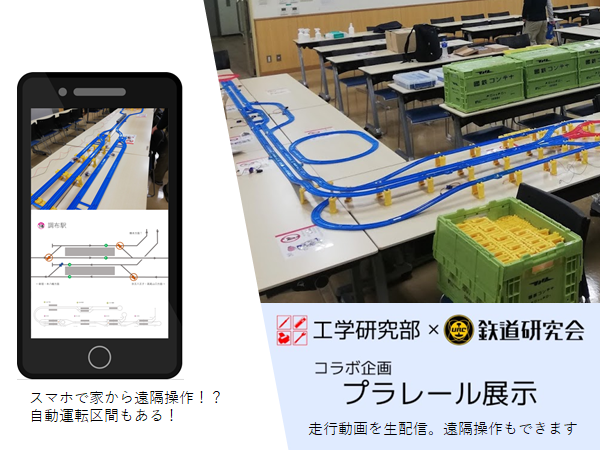 調布駅
スマホで家から遠隔操作！？
自動運転区間もある！
工学研究部 × 鉄道研究会
コラボ企画
プラレール展示
走行動画を生配信。遠隔操作もできます